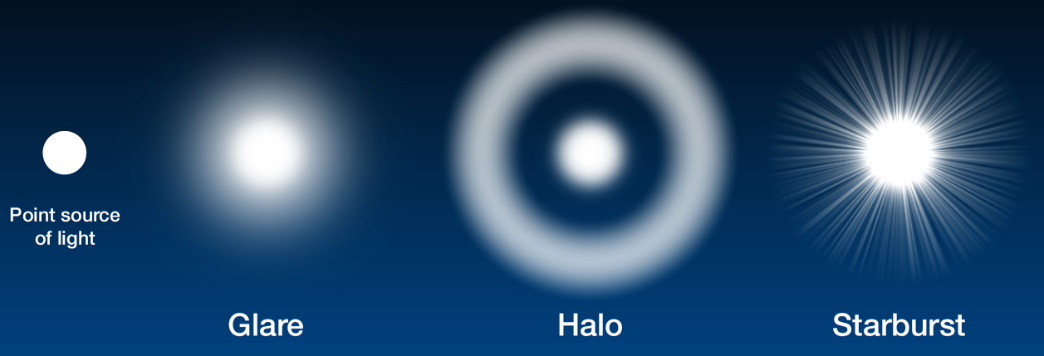 Point source
of light
Glare
Halo
Starburst